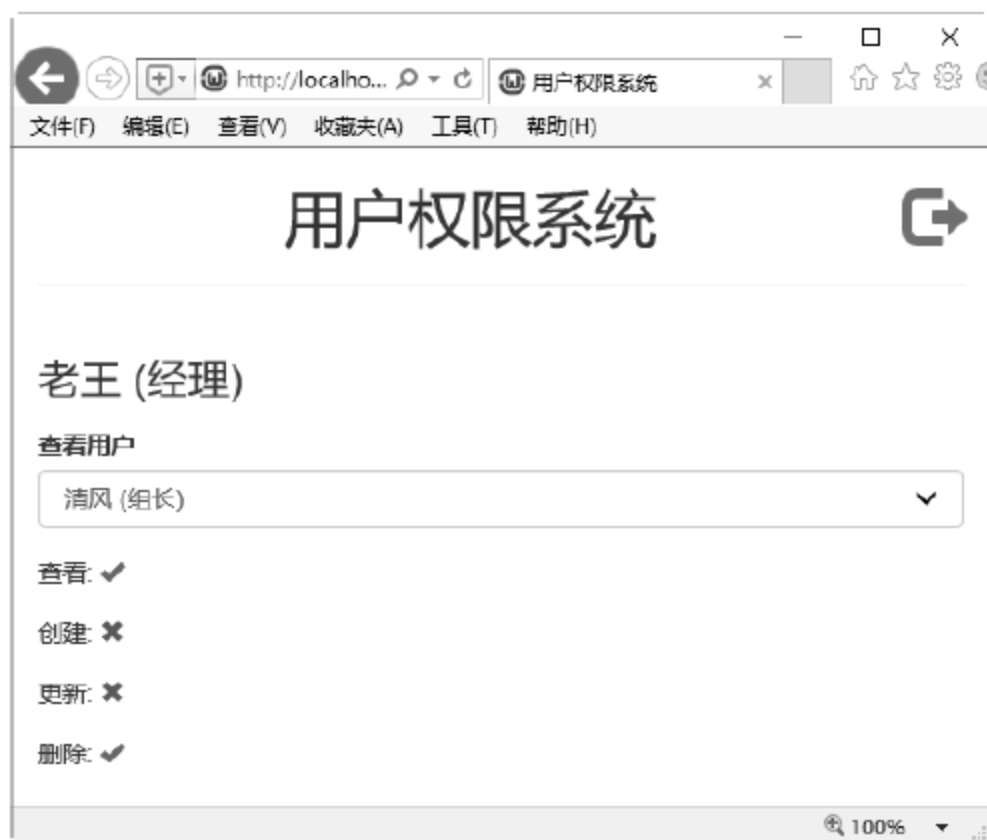 http://localho...
用户权限系统
文件(F) 编辑(E) 查看(V) 收藏夹(A) 工具(T) 帮助(H)
用户权限系统
老王 (经理)
查看用户
清风 (组长)
查看:
创建:
更新:
删除:
100%